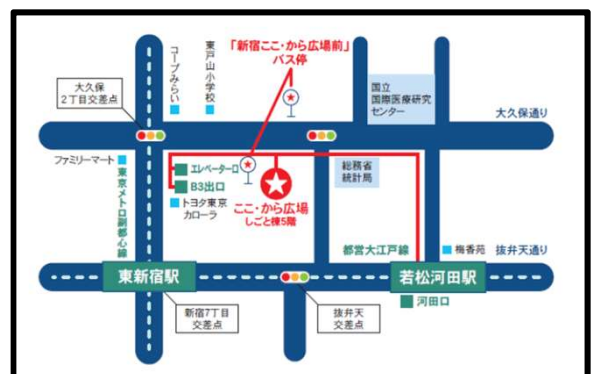 「新宿ここ・から広場前」
バス停
コープみらい
東戸山小学校
大久保
2丁目交差点
国立
国際医療研究
センター
大久保通り
ファミリーマート
東京メトロ副都心線
エレベーター口
B3出口
トヨタ東京
カローラ
ここ・から広場
しごと棟5階
総務省
統計局
都営大江戸線
梅香苑
抜弁天通り
東新宿駅
若松河田駅
河田口
新宿7丁目
交差点
抜弁天
交差点